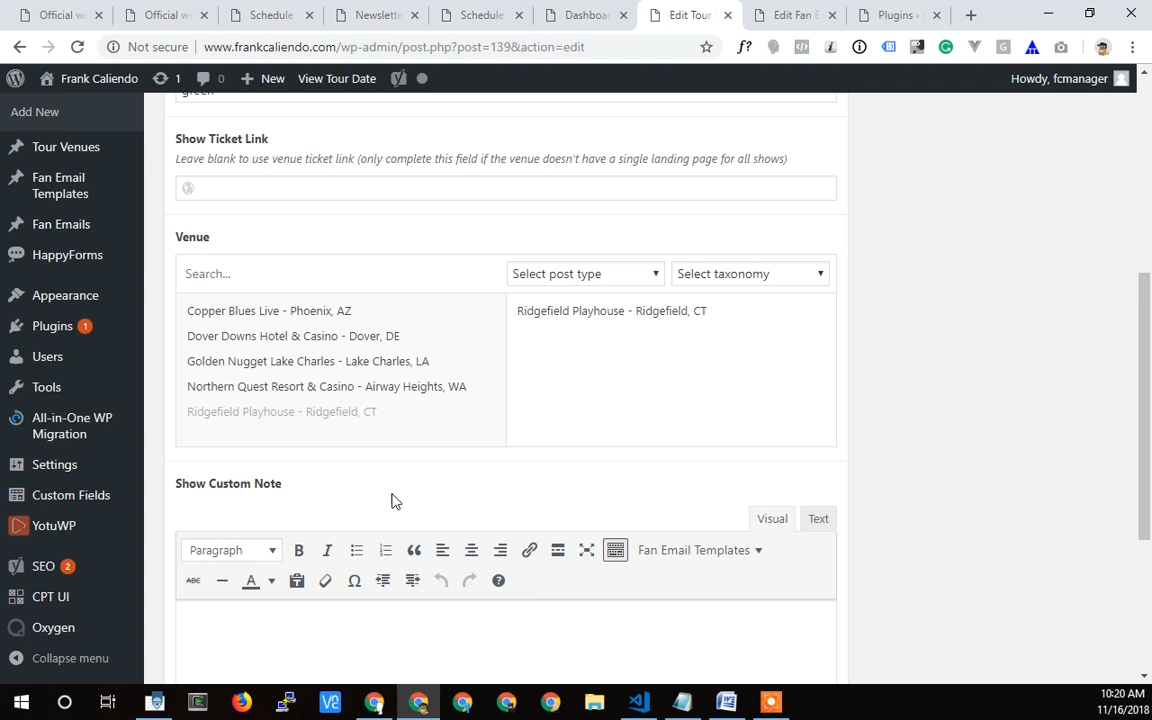 Official w
Official w
Schedule
Newslette
Schedule
Dashboar
Edit Tour
Edit Fan E
Plugins ‹
Not secure
www.frankcaliendo.com/wp-admin/post.php?post=139&action=edit
f?
Frank Caliendo
1
0
New
View Tour Date
Howdy, fcmanager
Add New
Tour Venues
Fan Email
Templates
Fan Emails
HappyForms
Appearance
Plugins 1
Users
Tools
All-in-One WP
Migration
Settings
Custom Fields
YotuWP
SEO 2
CPT UI
Oxygen
Collapse menu
green
Show Ticket Link
Leave blank to use venue ticket link (only complete this field if the venue doesn't have a single landing page for all shows)
Venue
Search...
Select post type
Select taxonomy
Copper Blues Live - Phoenix, AZ
Dover Downs Hotel & Casino - Dover, DE
Golden Nugget Lake Charles - Lake Charles, LA
Northern Quest Resort & Casino - Airway Heights, WA
Ridgefield Playhouse - Ridgefield, CT
Ridgefield Playhouse - Ridgefield, CT
Show Custom Note
Visual
Text
Paragraph
B
I
Fan Email Templates
ABC
A
10:20 AM
11/16/2018